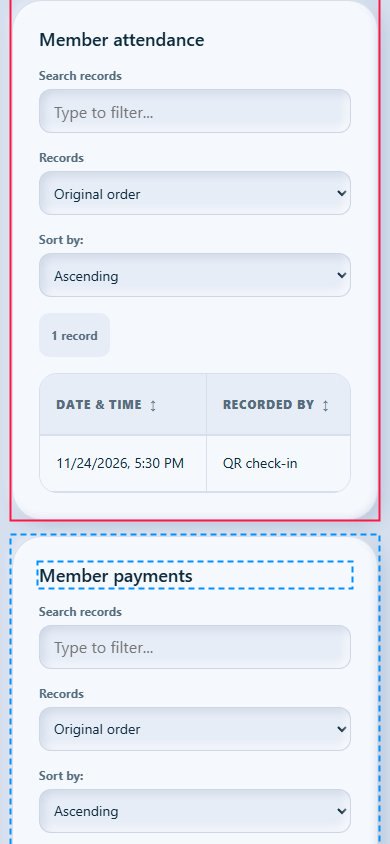 Member attendance
Search records
Type to filter...
Records
Original order
Sort by:
Ascending
1 record
DATE & TIME ↕ RECORDED BY ↕
11/24/2026, 5:30 PM QR check-in
Member payments
Search records
Type to filter...
Records
Original order
Sort by:
Ascending